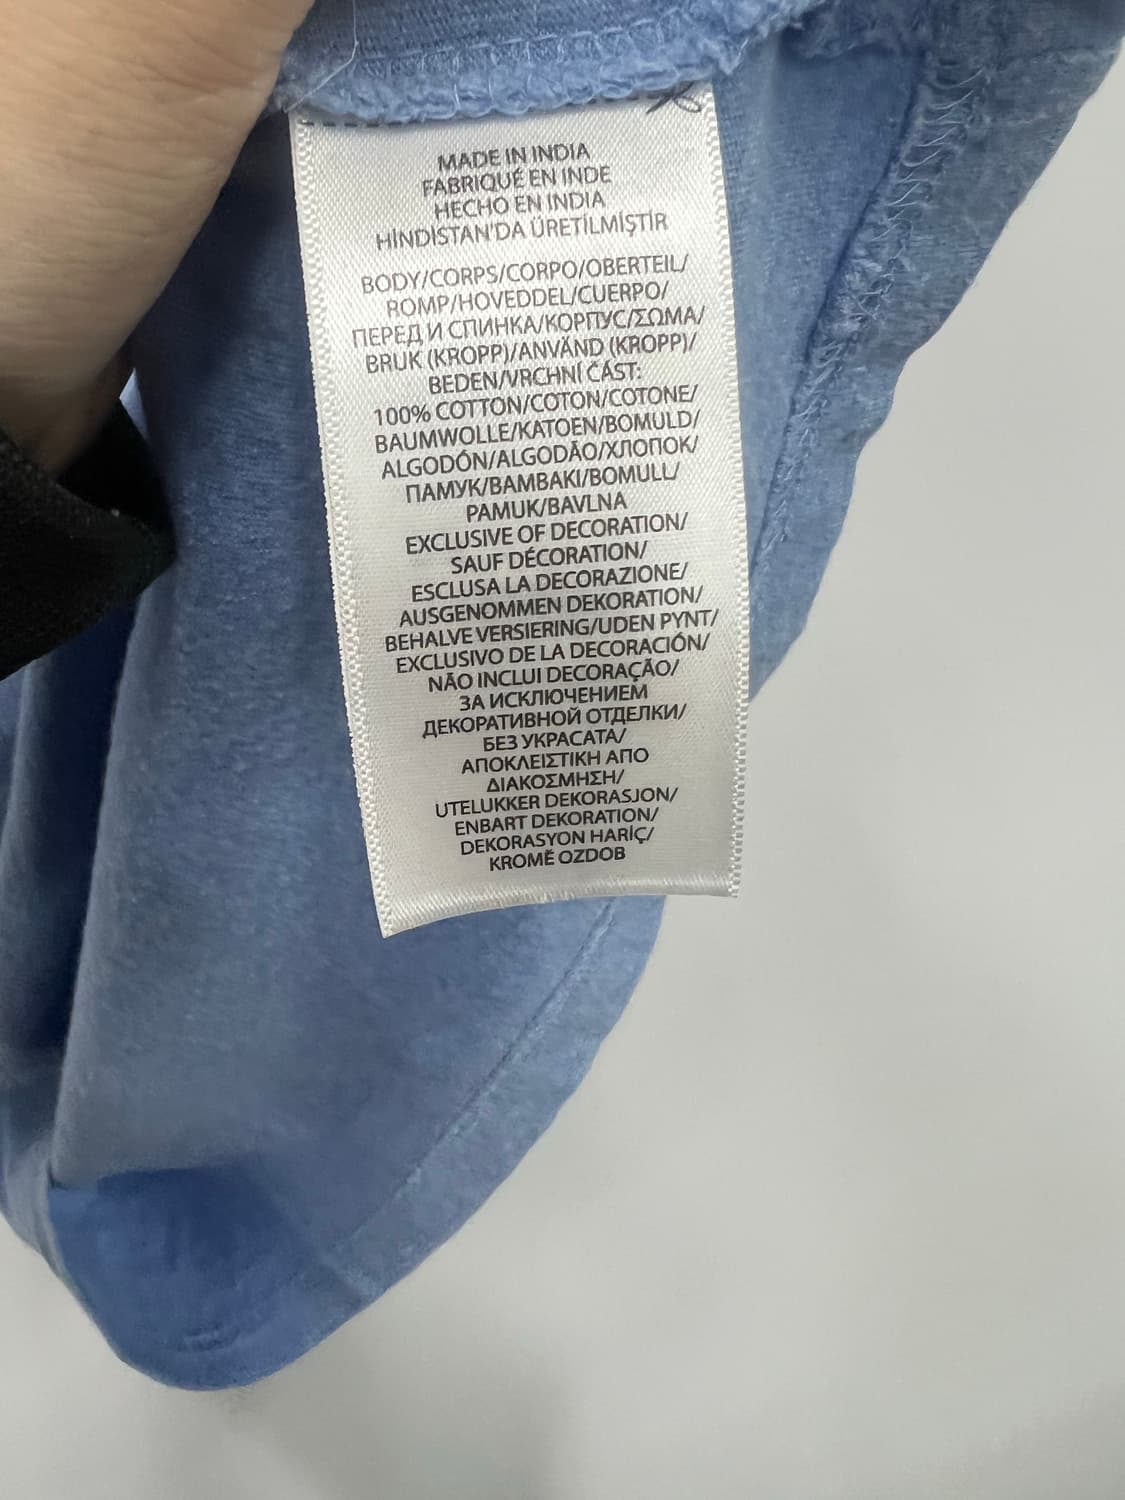 MADE IN INDIA
FABRIQUÉ EN INDE
HECHO EN INDIA
HİNDİSTAN'DA ÜRETİLMİŞTİR
BODY/CORPS/CORPO/OBERTEIL/
ROMP/HOVEDDEL/CUERPO/
ПЕРЕД И СПИНКА/КОРПУС/ΣΩΜΑ/
BRUK (KROPP)/ANVÄND (KROPP)/
BEDEN/VRCHNÍ ČÁST:
100% COTTON/COTON/COTONE/
BAUMWOLLE/KATOEN/BOMULD/
ALGODÓN/ALGODÃO/ХЛОПОК/
ПАМУК/BAMBAKI/BOMULL/
PAMUK/BAVLNA
EXCLUSIVE OF DECORATION/
SAUF DÉCORATION/
ESCLUSA LA DECORAZIONE/
AUSGENOMMEN DEKORATION/
BEHALVE VERSIERING/UDEN PYNT/
EXCLUSIVO DE LA DECORACIÓN/
NÃO INCLUI DECORAÇÃO/
ЗА ИСКЛЮЧЕНИЕМ
ДЕКОРАТИВНОЙ ОТДЕЛКИ/
БЕЗ УКРАСАТА/
ΑΠΟΚΛΕΙΣΤΙΚΗ ΑΠΟ
ΔΙΑΚΟΣΜΗΣΗ/
UTELUKKER DEKORASJON/
ENBART DEKORATION/
DEKORASYON HARİÇ/
KROMĚ OZDOB